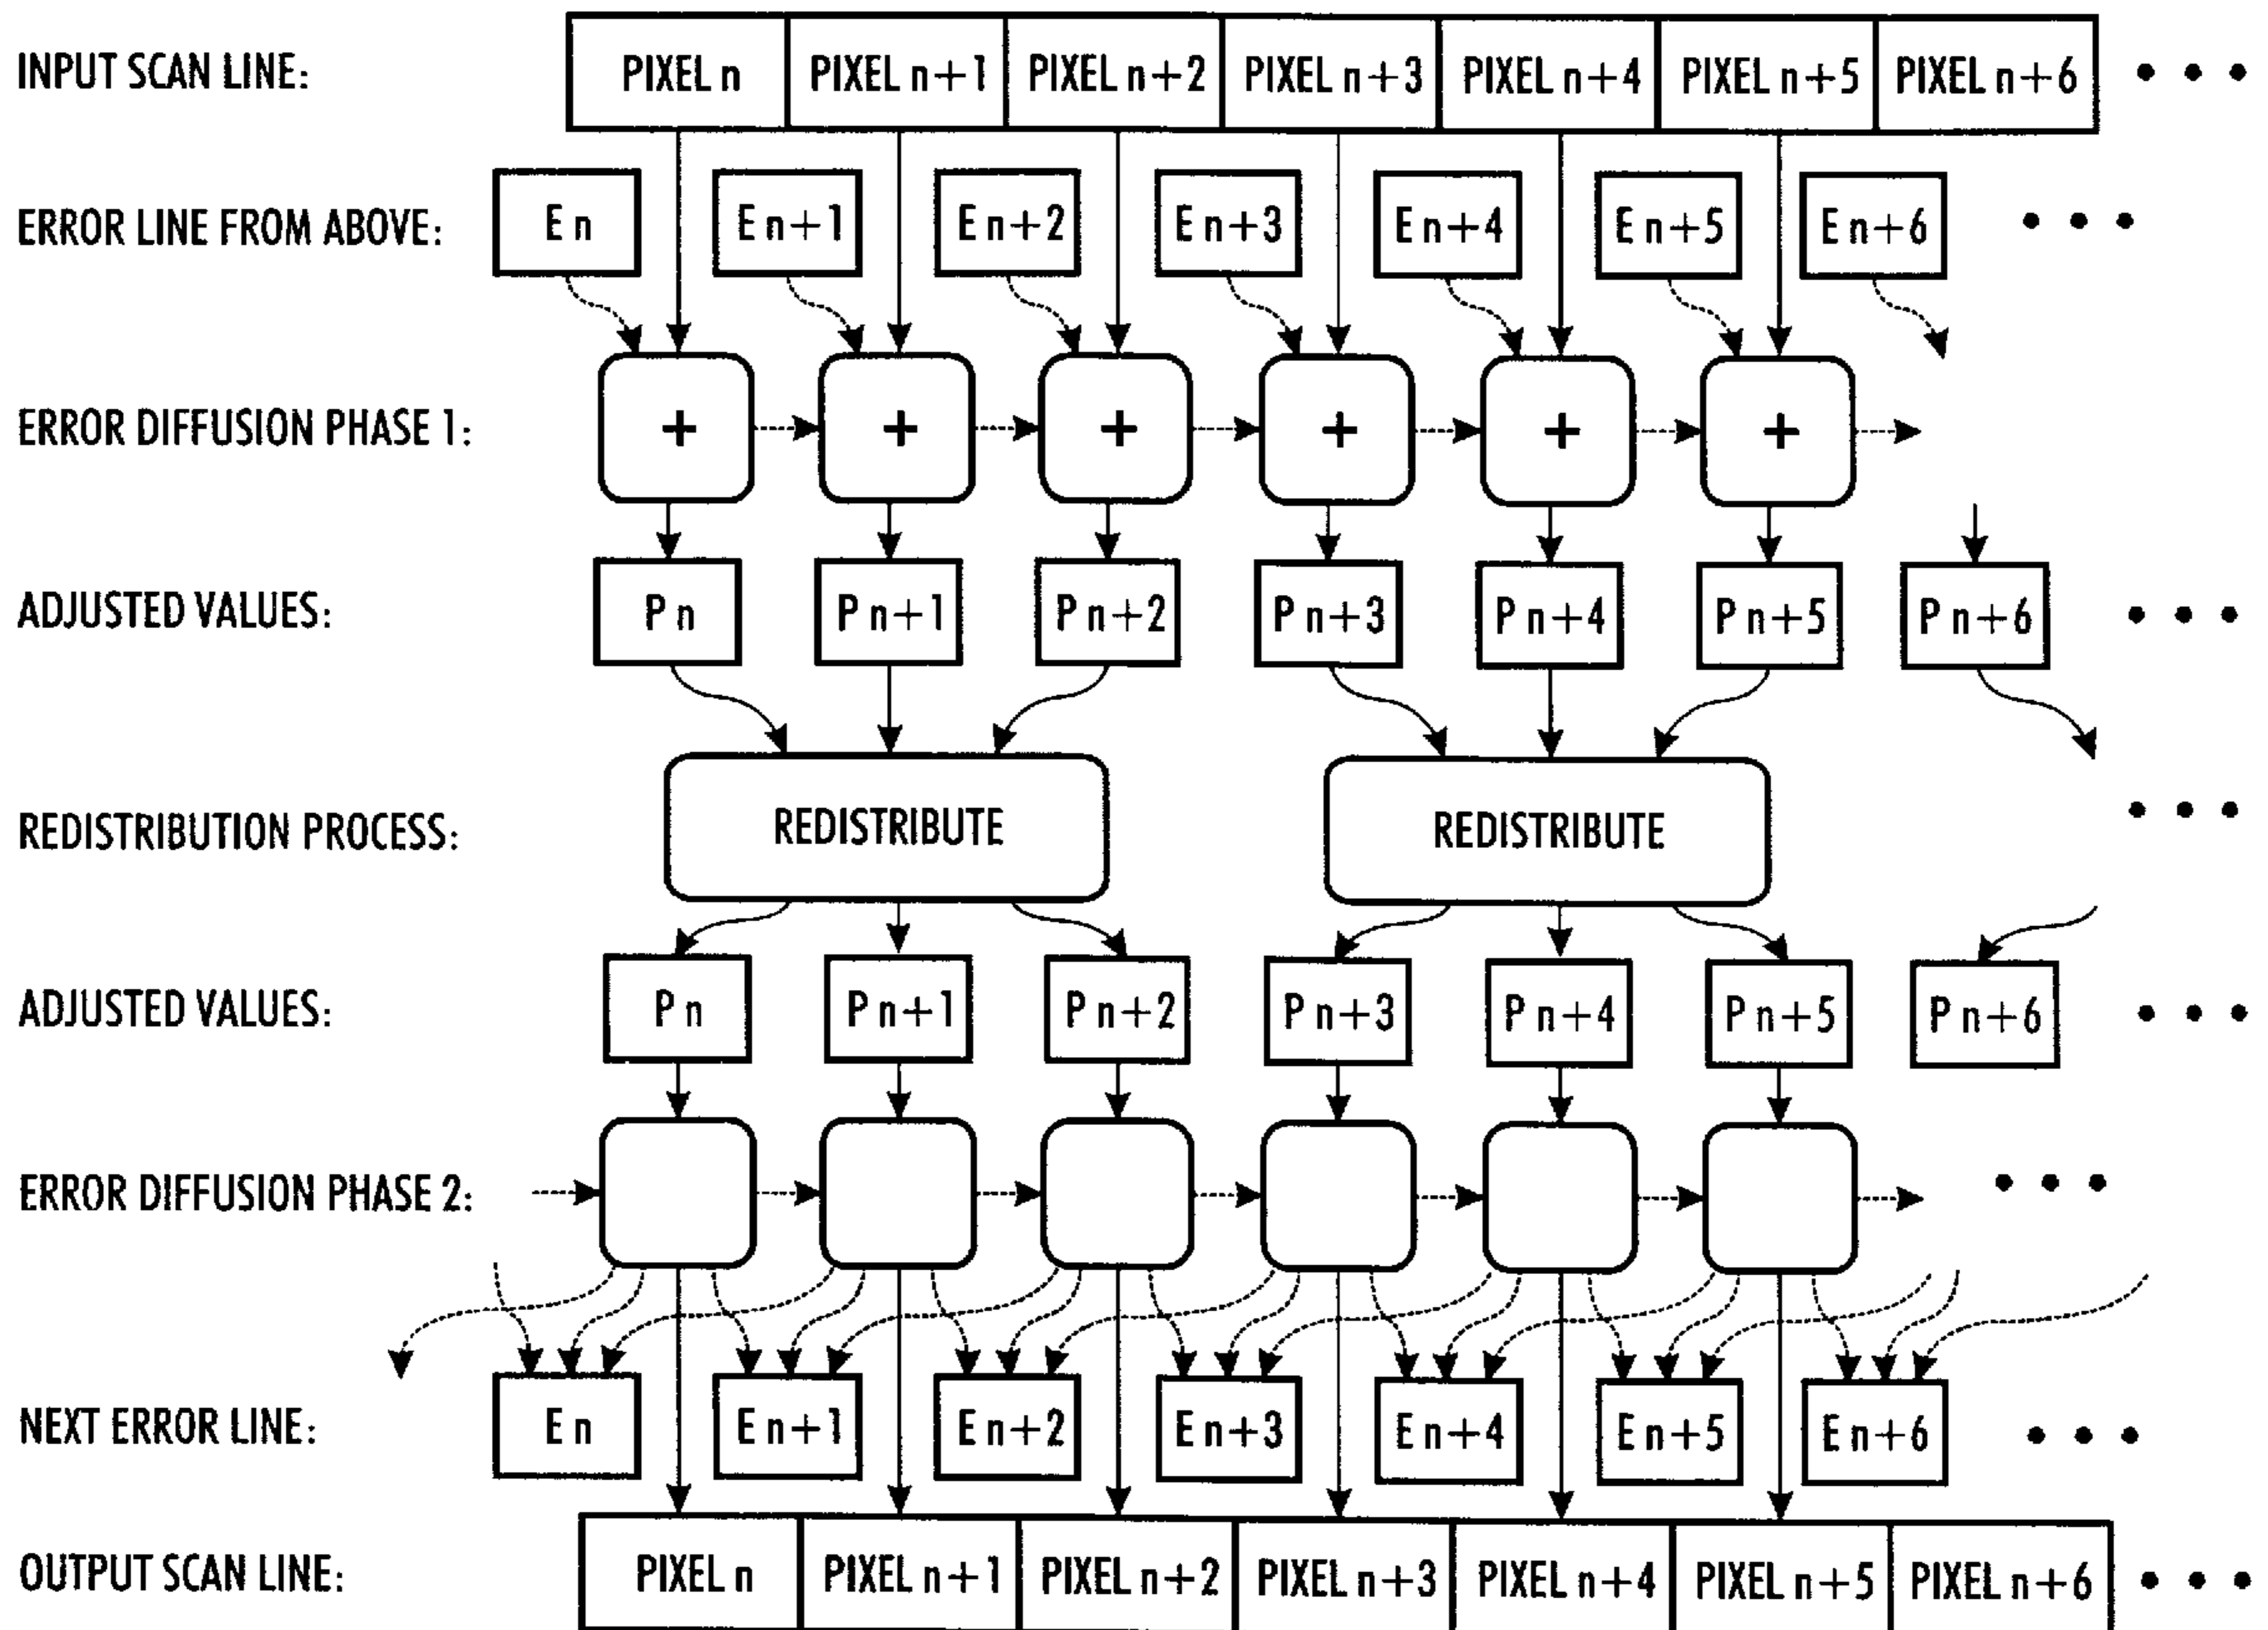 INPUT SCAN LINE: PIXEL n PIXEL n+1 PIXEL n+2 PIXEL n+3 PIXEL n+4 PIXEL n+5 PIXEL n+6 • • •
ERROR LINE FROM ABOVE: E n E n+1 E n+2 E n+3 E n+4 E n+5 E n+6 • • •
ERROR DIFFUSION PHASE 1: + + + + + +
ADJUSTED VALUES: P n P n+1 P n+2 P n+3 P n+4 P n+5 P n+6 • • •
REDISTRIBUTION PROCESS: REDISTRIBUTE REDISTRIBUTE • • •
ADJUSTED VALUES: P n P n+1 P n+2 P n+3 P n+4 P n+5 P n+6 • • •
ERROR DIFFUSION PHASE 2: • • •
NEXT ERROR LINE: E n E n+1 E n+2 E n+3 E n+4 E n+5 E n+6 • • •
OUTPUT SCAN LINE: PIXEL n PIXEL n+1 PIXEL n+2 PIXEL n+3 PIXEL n+4 PIXEL n+5 PIXEL n+6 • • •